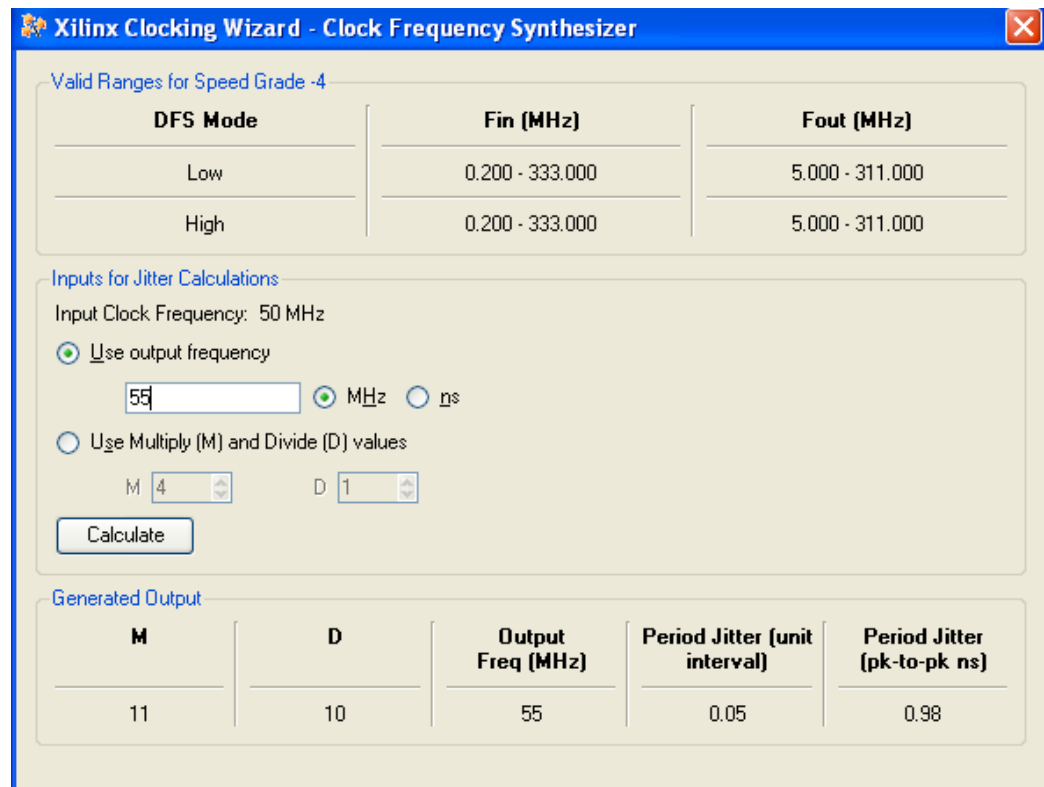 Xilinx Clocking Wizard - Clock Frequency Synthesizer
Valid Ranges for Speed Grade -4
DFS Mode Fin (MHz) Fout (MHz)
Low 0.200 - 333.000 5.000 - 311.000
High 0.200 - 333.000 5.000 - 311.000
Inputs for Jitter Calculations
Input Clock Frequency: 50 MHz
Use output frequency
55 MHz ns
Use Multiply (M) and Divide (D) values
M 4 D 1
Calculate
Generated Output
M D Output Freq (MHz) Period Jitter (unit interval) Period Jitter (pk-to-pk ns)
11 10 55 0.05 0.98